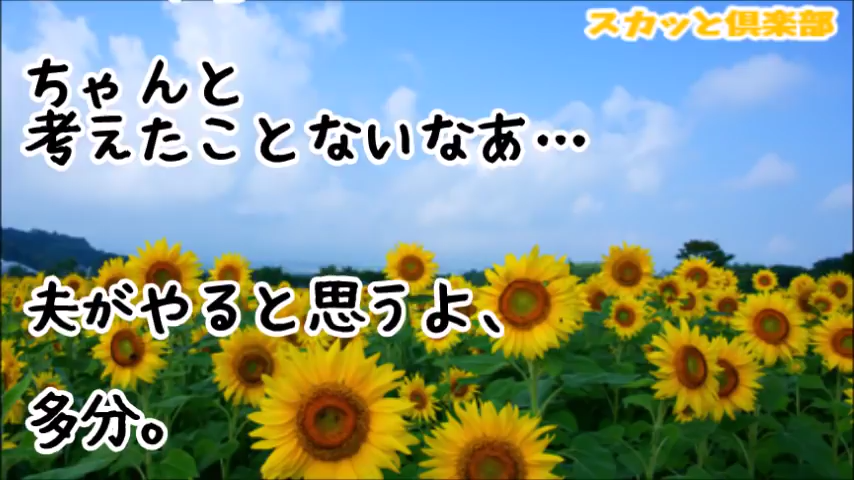 スカッと倶楽部
ちゃんと
考えたことないなあ…
夫がやると思うよ、
多分。